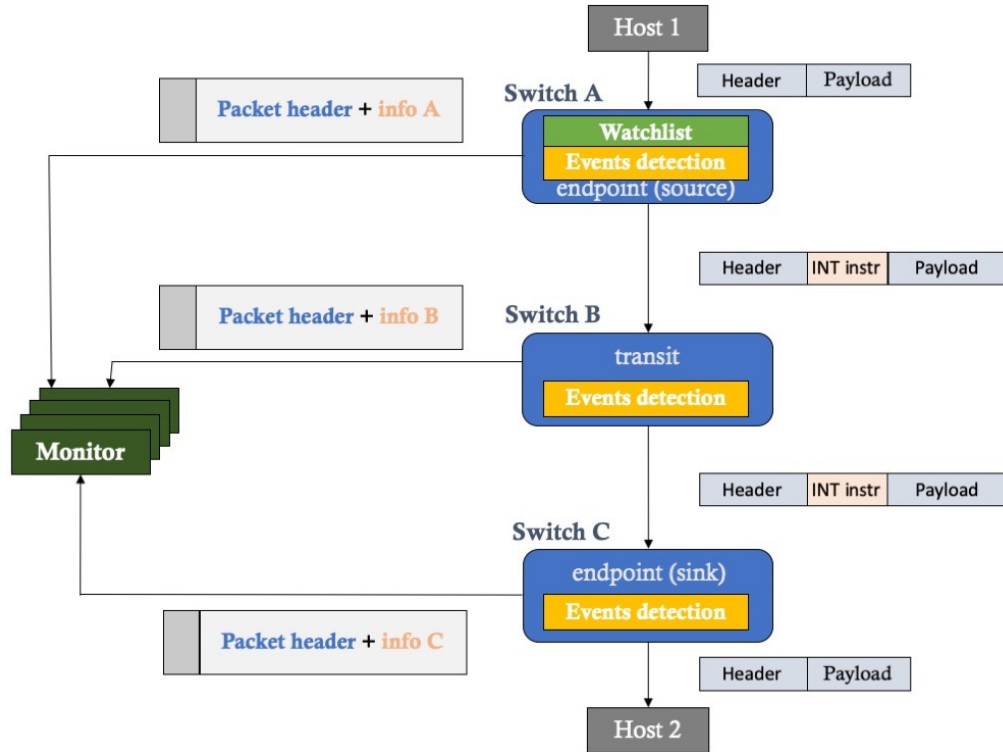 Host 1
Header Payload
Packet header + info A
Switch A
Watchlist
Events detection
endpoint (source)
Header INT instr Payload
Packet header + info B
Switch B
transit
Events detection
Monitor
Header INT instr Payload
Switch C
endpoint (sink)
Events detection
Packet header + info C
Header Payload
Host 2